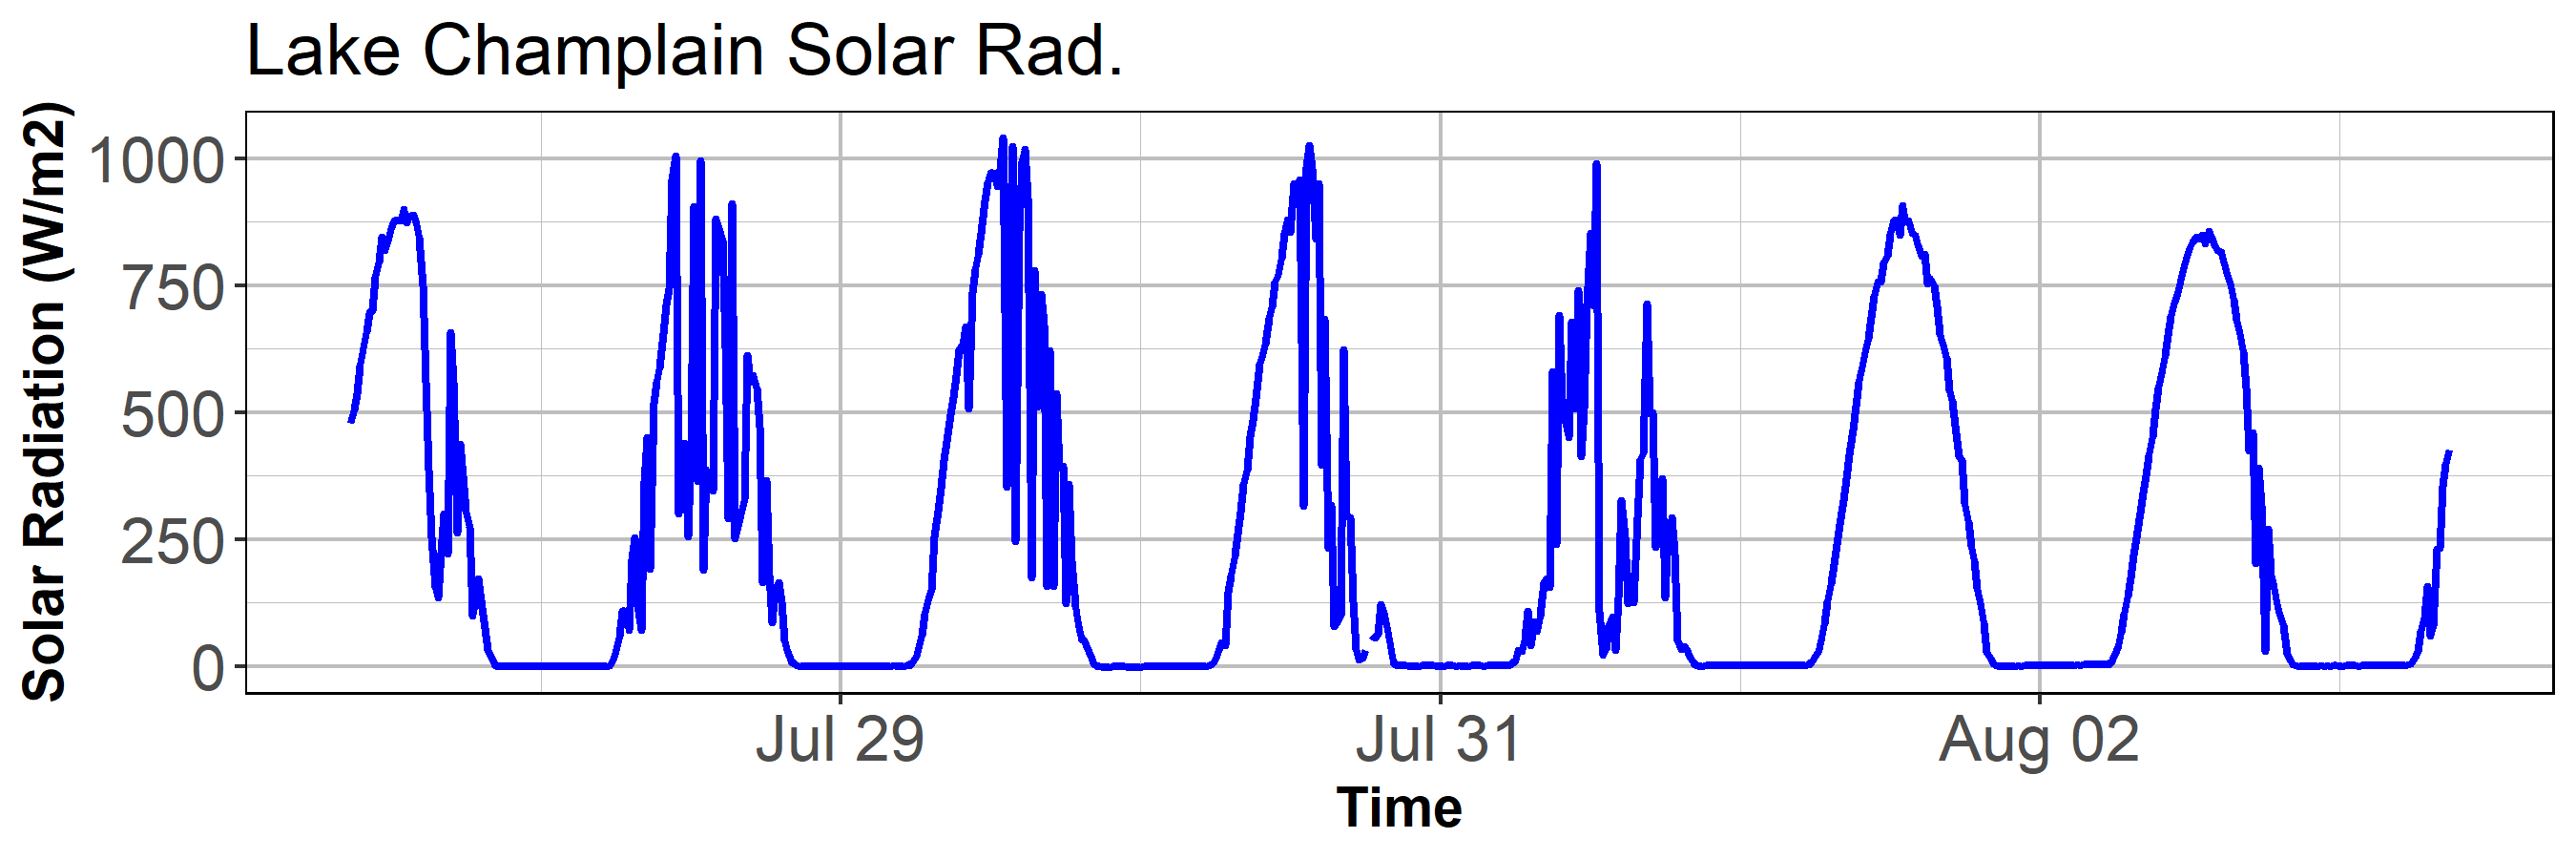 Lake Champlain Solar Rad.
Solar Radiation (W/m2)
1000
750
500
250
0
Jul 29
Jul 31
Aug 02
Time